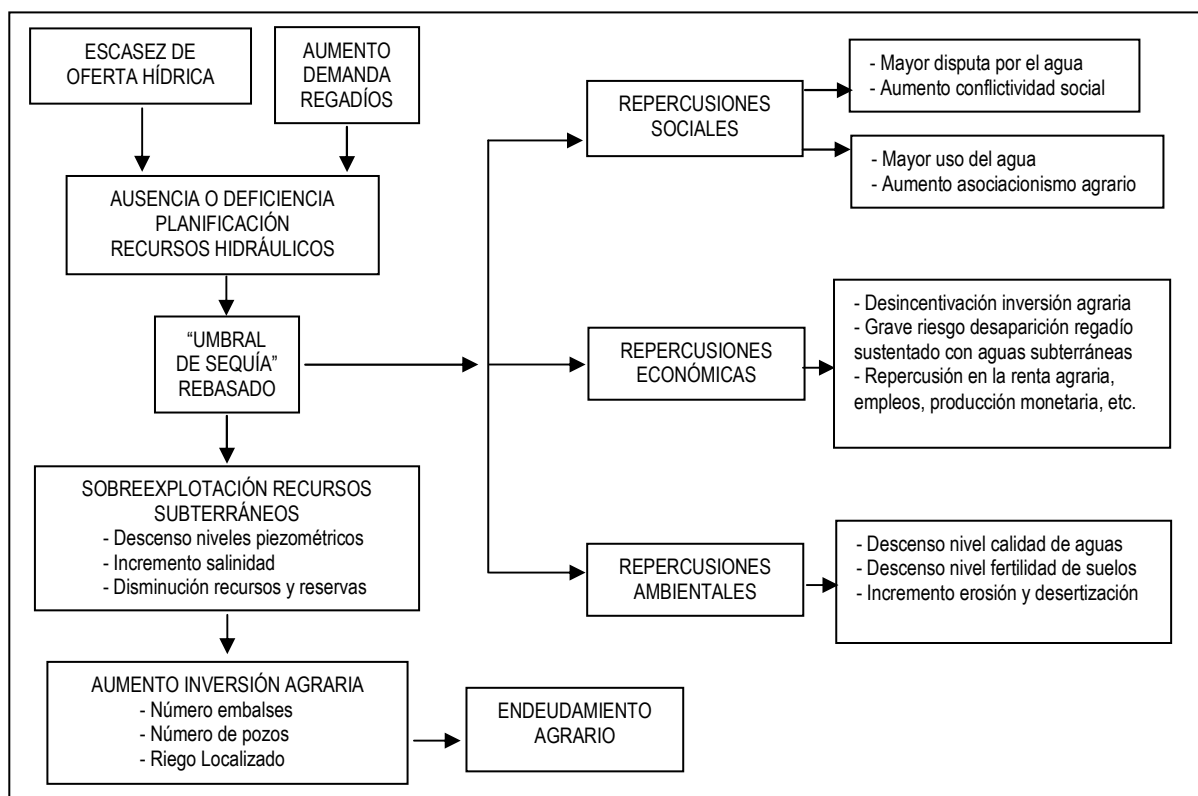 ESCASEZ DE
OFERTA HÍDRICA
AUMENTO
DEMANDA
REGADÍOS
AUSENCIA O DEFICIENCIA
PLANIFICACIÓN
RECURSOS HIDRÁULICOS
“UMBRAL
DE SEQUÍA”
REBASADO
SOBREEXPLOTACIÓN RECURSOS
SUBTERRÁNEOS
- Descenso niveles piezométricos
- Incremento salinidad
- Disminución recursos y reservas
AUMENTO INVERSIÓN AGRARIA
- Número embalses
- Número de pozos
- Riego Localizado
ENDEUDAMIENTO
AGRARIO
REPERCUSIONES
SOCIALES
- Mayor disputa por el agua
- Aumento conflictividad social
- Mayor uso del agua
- Aumento asociacionismo agrario
REPERCUSIONES
ECONÓMICAS
- Desincentivación inversión agraria
- Grave riesgo desaparición regadío
sustentado con aguas subterráneas
- Repercusión en la renta agraria,
empleos, producción monetaria, etc.
REPERCUSIONES
AMBIENTALES
- Descenso nivel calidad de aguas
- Descenso nivel fertilidad de suelos
- Incremento erosión y desertización